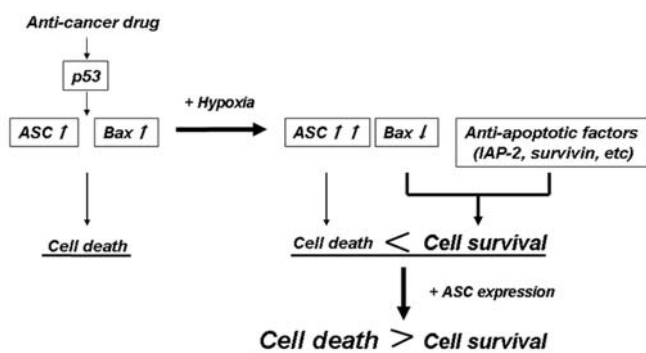 Anti-cancer drug
p53
+ Hypoxia
ASC ↑ Bax ↑ ASC ↑ ↑ Bax ↓ Anti-apoptotic factors
(IAP-2, survivin, etc)
Cell death Cell death < Cell survival
+ ASC expression
Cell death > Cell survival